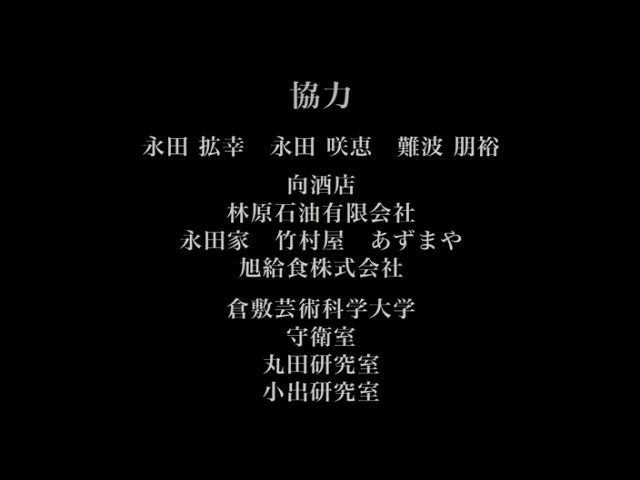 協力
永田 拡幸　永田 咲恵　難波 朋裕
向酒店
林原石油有限会社
永田家　竹村屋　あずまや
旭給食株式会社
倉敷芸術科学大学
守衛室
丸田研究室
小出研究室